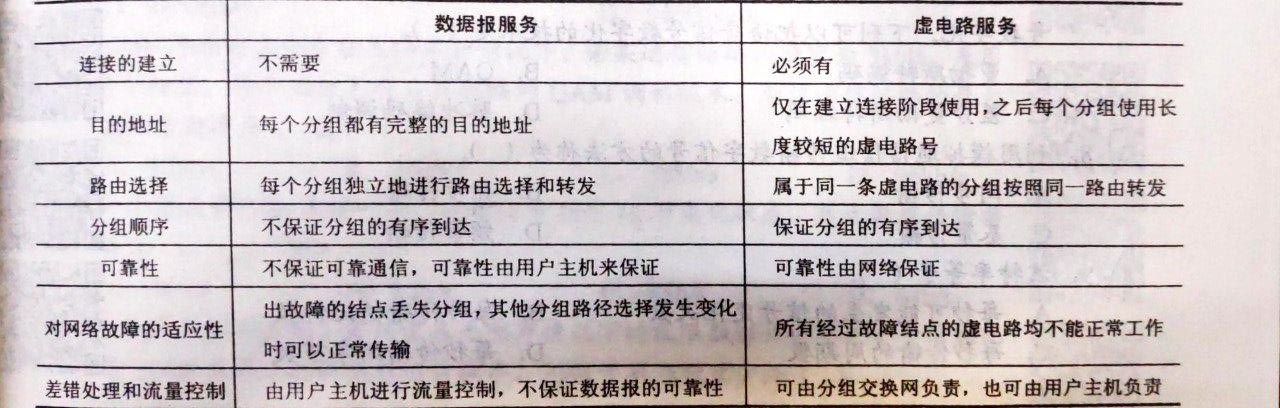 数据报服务 虚电路服务
连接的建立 不需要 必须有
目的地址 每个分组都有完整的目的地址 仅在建立连接阶段使用,之后每个分组使用长
度较短的虚电路号
路由选择 每个分组独立地进行路由选择和转发 属于同一条虚电路的分组按照同一路由转发
分组顺序 不保证分组的有序到达 保证分组的有序到达
可靠性 不保证可靠通信，可靠性由用户主机来保证 可靠性由网络保证
对网络故障的适应性 出故障的结点丢失分组，其他分组路径选择发生变化
时可以正常传输 所有经过故障结点的虚电路均不能正常工作
差错处理和流量控制 由用户主机进行流量控制，不保证数据报的可靠性 可由分组交换网负责，也可由用户主机负责